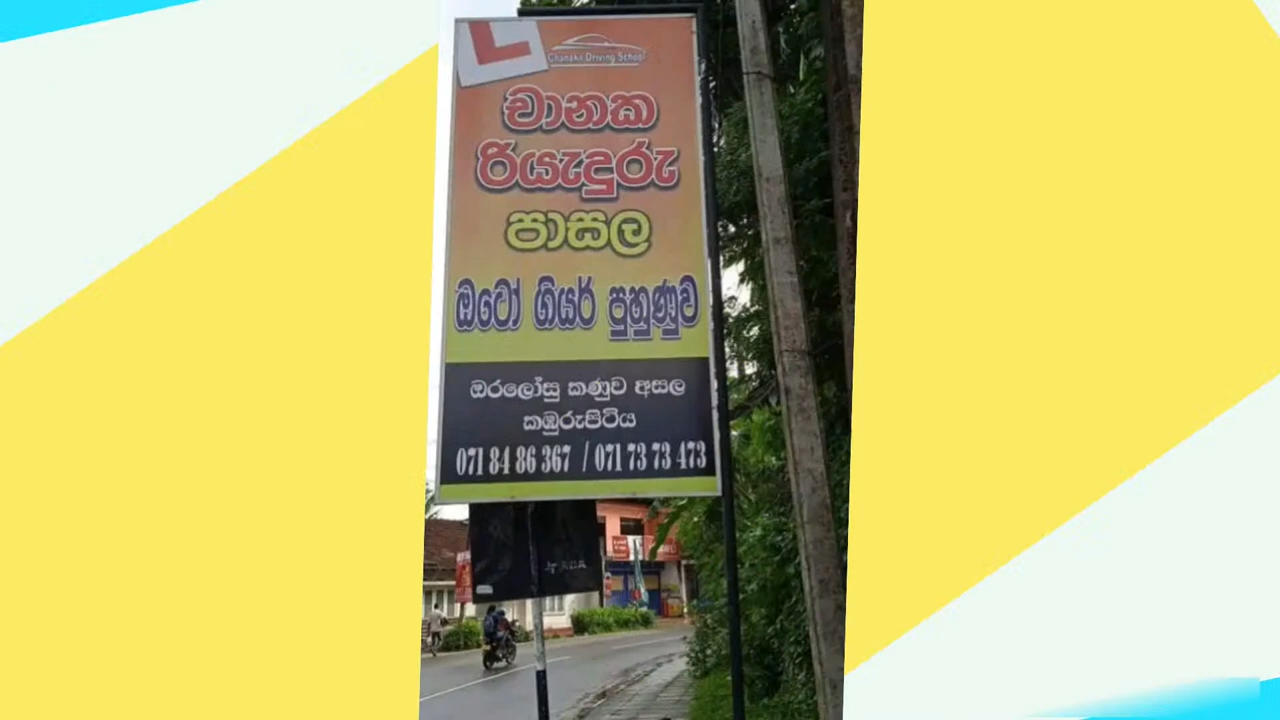 L
Chanaka Driving School
චානක
රියැදුරු
පාසල
ඔටෝ ගියර් පුහුණුව
ඔරලෝසු කණුව අසල
කඹුරුපිටිය
071 84 86 367 / 071 73 73 473